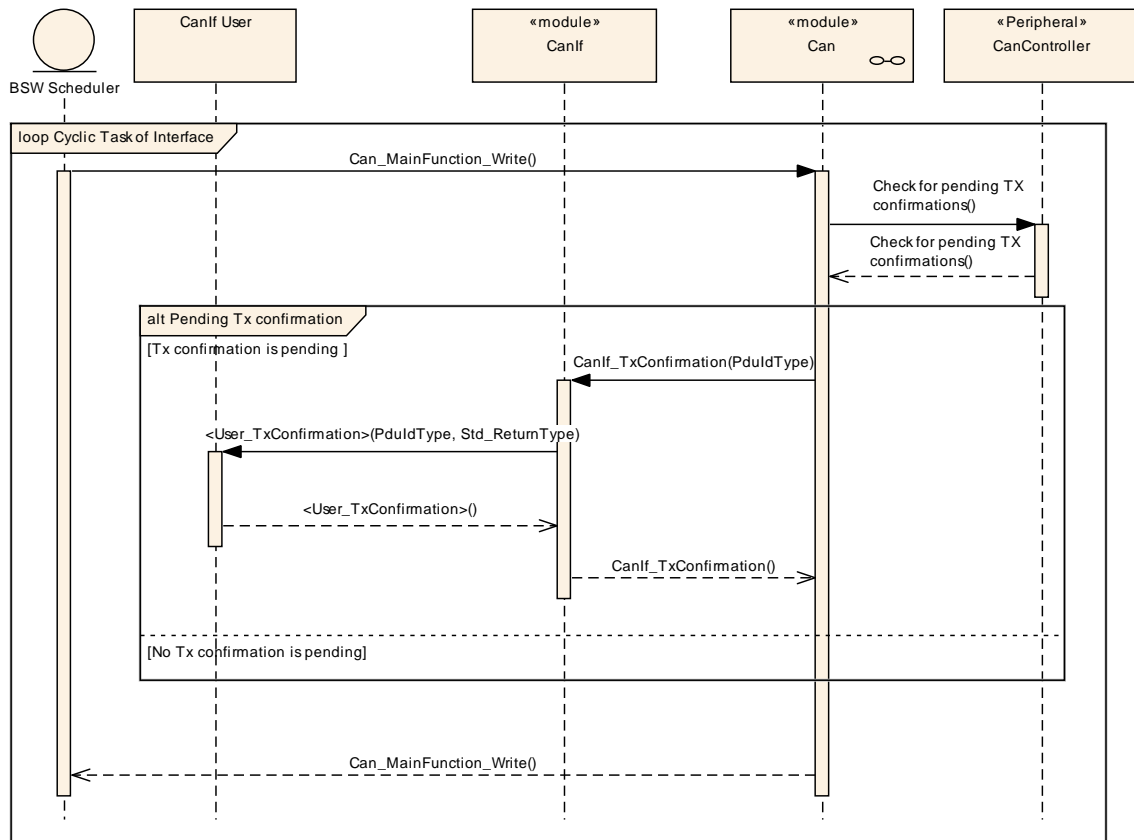 CanIf User
«module»
CanIf
«module»
Can
«Peripheral»
CanController
BSW Scheduler
loop Cyclic Task of Interface
Can_MainFunction_Write()
Check for pending TX
confirmations()
Check for pending TX
confirmations()
alt Pending Tx confirmation
[Tx confirmation is pending ]
CanIf_TxConfirmation(PduIdType)
<User_TxConfirmation>(PduIdType, Std_ReturnType)
<User_TxConfirmation>()
CanIf_TxConfirmation()
[No Tx confirmation is pending]
Can_MainFunction_Write()